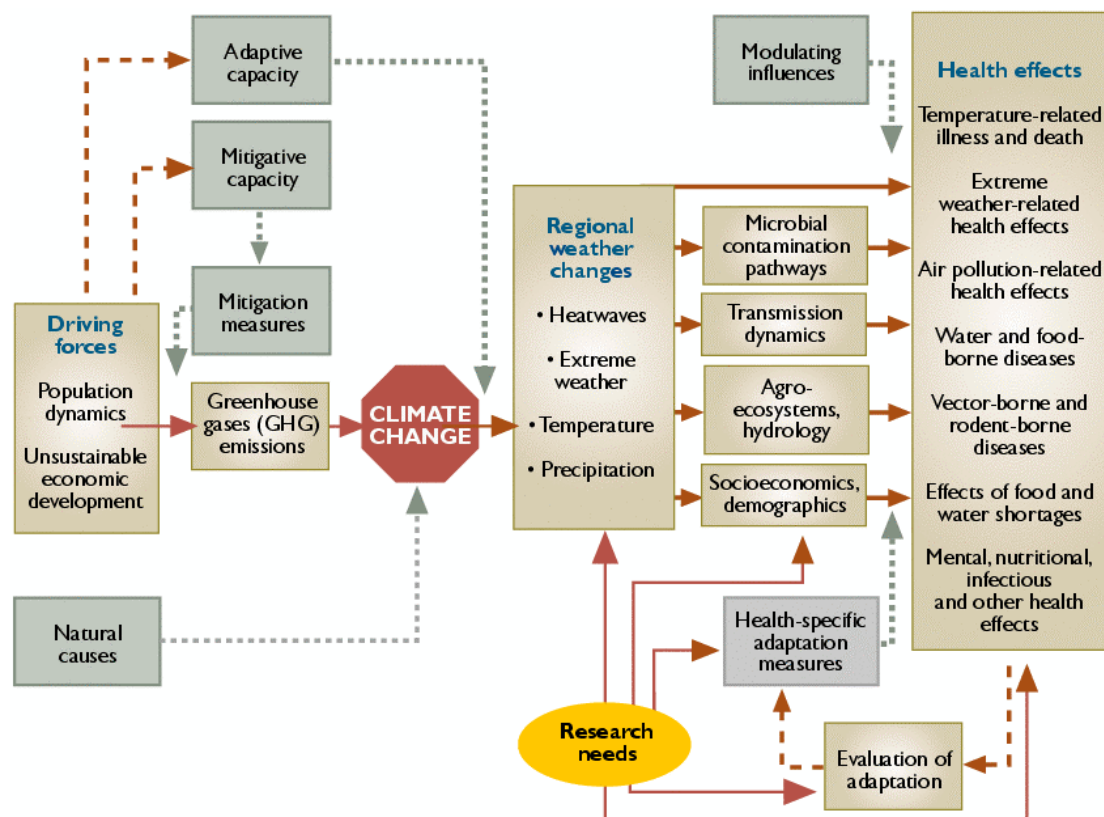 Adaptive
capacity
Mitigative
capacity
Mitigation
measures
Driving
forces
Population
dynamics
Unsustainable
economic
development
Greenhouse
gases (GHG)
emissions
CLIMATE
CHANGE
Natural
causes
Modulating
influences
Regional
weather
changes
• Heatwaves
• Extreme
weather
• Temperature
• Precipitation
Microbial
contamination
pathways
Transmission
dynamics
Agro-
ecosystems,
hydrology
Socioeconomics,
demographics
Health-specific
adaptation
measures
Research
needs
Evaluation of
adaptation
Health effects
Temperature-related
illness and death
Extreme
weather-related
health effects
Air pollution-related
health effects
Water and food-
borne diseases
Vector-borne and
rodent-borne
diseases
Effects of food and
water shortages
Mental, nutritional,
infectious
and other health
effects